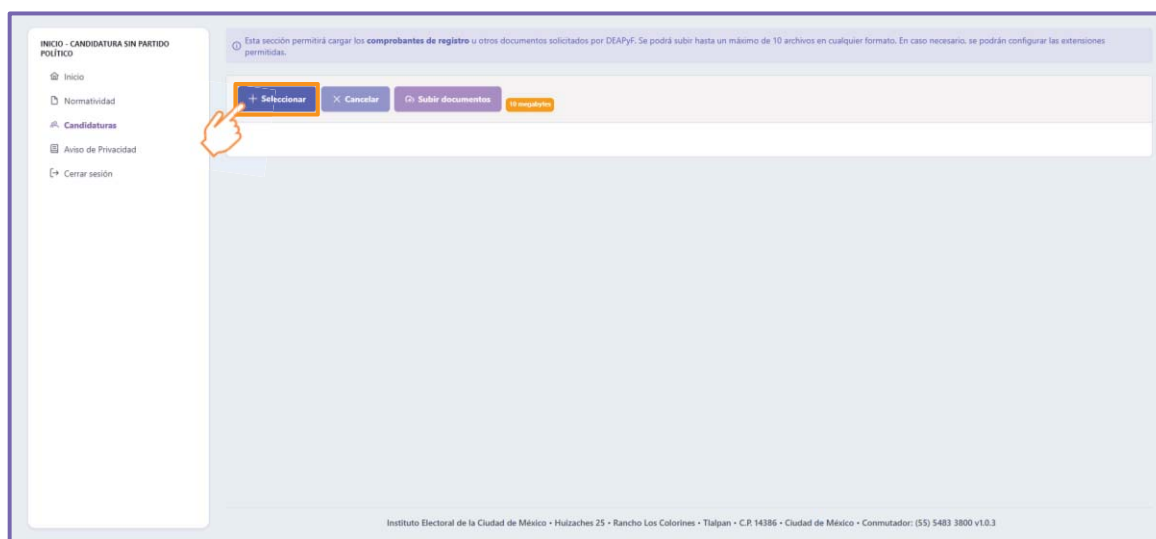 INICIO - CANDIDATURA SIN PARTIDO
POLÍTICO
Inicio
Normatividad
Candidaturas
Aviso de Privacidad
Cerrar sesión
Esta sección permitirá cargar los comprobantes de registro u otros documentos solicitados por DEAPyF. Se podrá subir hasta un máximo de 10 archivos en cualquier formato. En caso necesario, se podrán configurar las extensiones
permitidas.
Seleccionar
Cancelar
Subir documentos
10 megabytes
Instituto Electoral de la Ciudad de México • Huizaches 25 • Rancho Los Colorines • Tlalpan • C.P. 14386 • Ciudad de México • Conmutador: (55) 5483 3800 v1.0.3